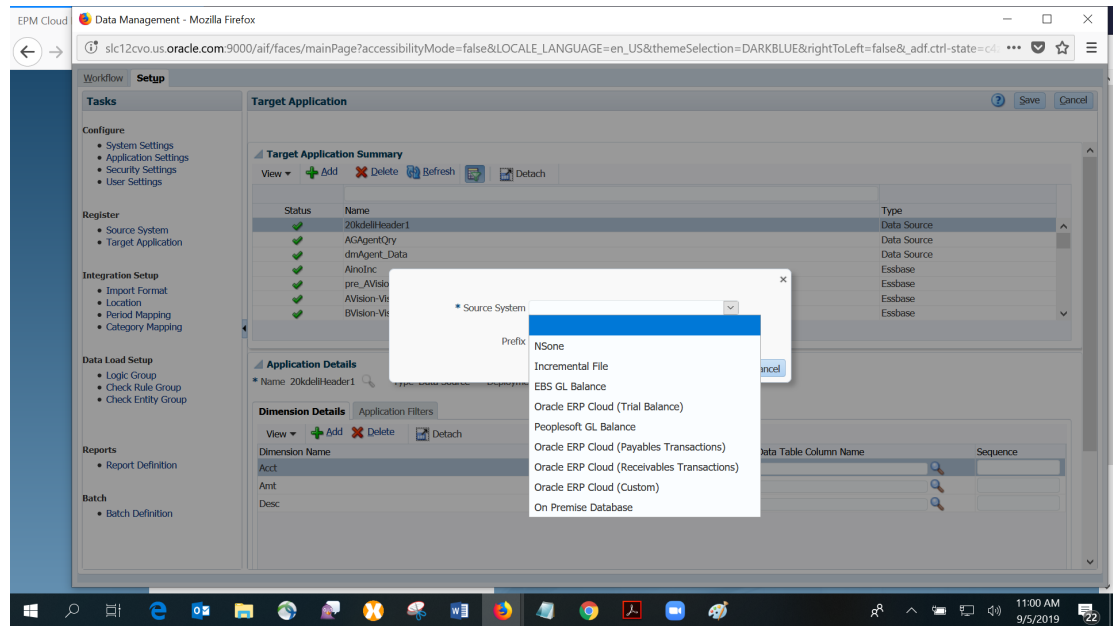 EPM Cloud
Data Management - Mozilla Firefox
slc12cvo.us.oracle.com:9000/aif/faces/mainPage?accessibilityMode=false&LOCALE_LANGUAGE=en_US&themeSelection=DARKBLUE&rightToLeft=false&_adf.ctrl-state=
Workflow Setup
Tasks
Target Application
Save Cancel
Configure
System Settings
Application Settings
Security Settings
User Settings
Register
Source System
Target Application
Integration Setup
Import Format
Location
Period Mapping
Category Mapping
Data Load Setup
Logic Group
Check Rule Group
Check Entity Group
Reports
Report Definition
Batch
Batch Definition
Target Application Summary
View Add Delete Refresh Detach
Status Name Type
20kdeliHeader1 Data Source
AGAgentQry Data Source
dmAgent_Data Data Source
AinoInc Essbase
pre_AVisio Essbase
AVision-Vis Essbase
BVision-Vis Essbase
* Source System
Prefix
NSone
Incremental File
EBS GL Balance
Oracle ERP Cloud (Trial Balance)
Peoplesoft GL Balance
Oracle ERP Cloud (Payables Transactions)
Oracle ERP Cloud (Receivables Transactions)
Oracle ERP Cloud (Custom)
On Premise Database
ancel
Application Details
* Name 20kdeliHeader1 Type Data Source Deployme
Dimension Details Application Filters
View Add Delete Detach
Dimension Name Data Table Column Name Sequence
Acct
Amt
Desc
11:00 AM
9/5/2019
22